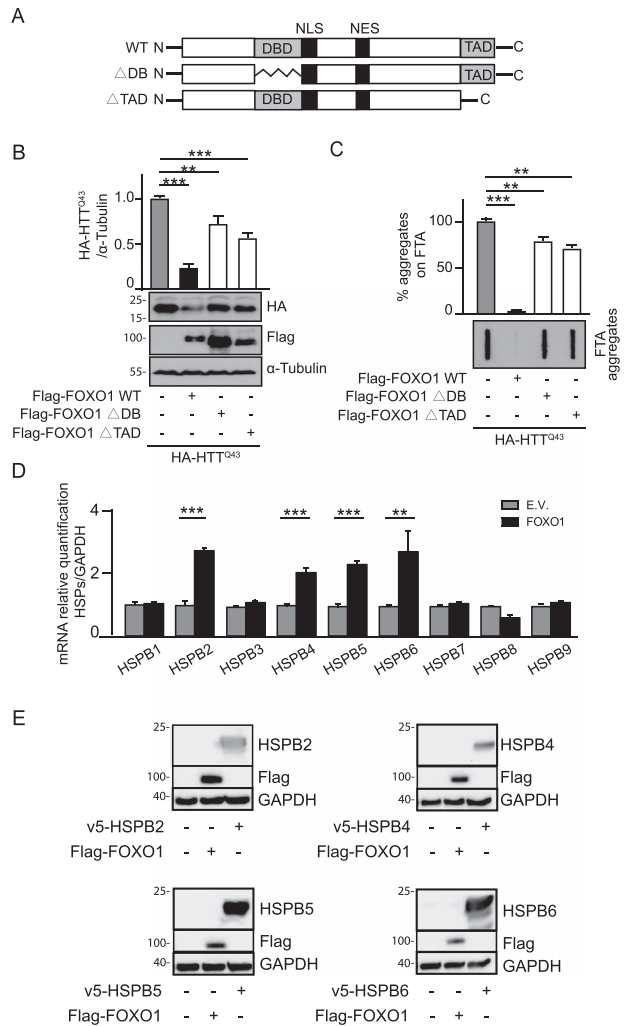 A
NLS NES
WT N DBD TAD C
△DB N TAD C
△TAD N DBD C
B
***
**
***
HA-HTTQ43
/α-Tubulin
1.0
0.5
0
25-
15-
HA
100-
Flag
55-
α-Tubulin
Flag-FOXO1 WT - + - -
Flag-FOXO1 △DB - - + -
Flag-FOXO1 △TAD - - - +
HA-HTTQ43
C
**
**
***
% aggregates
on FTA
100
50
0
FTA
aggregates
Flag-FOXO1 WT - + - -
Flag-FOXO1 △DB - - + -
Flag-FOXO1 △TAD - - - +
HA-HTTQ43
D
mRNA relative quantification
HSPs/GAPDH
4
2
0
*** *** *** **
E.V.
FOXO1
HSPB1 HSPB2 HSPB3 HSPB4 HSPB5 HSPB6 HSPB7 HSPB8 HSPB9
E
25-
HSPB2
100-
Flag
40-
GAPDH
v5-HSPB2 - - +
Flag-FOXO1 - + -
25-
HSPB4
100-
Flag
40-
GAPDH
v5-HSPB4 - - +
Flag-FOXO1 - + -
25-
HSPB5
100-
Flag
40-
GAPDH
v5-HSPB5 - - +
Flag-FOXO1 - + -
25-
HSPB6
100-
Flag
40-
GAPDH
v5-HSPB6 - - +
Flag-FOXO1 - + -